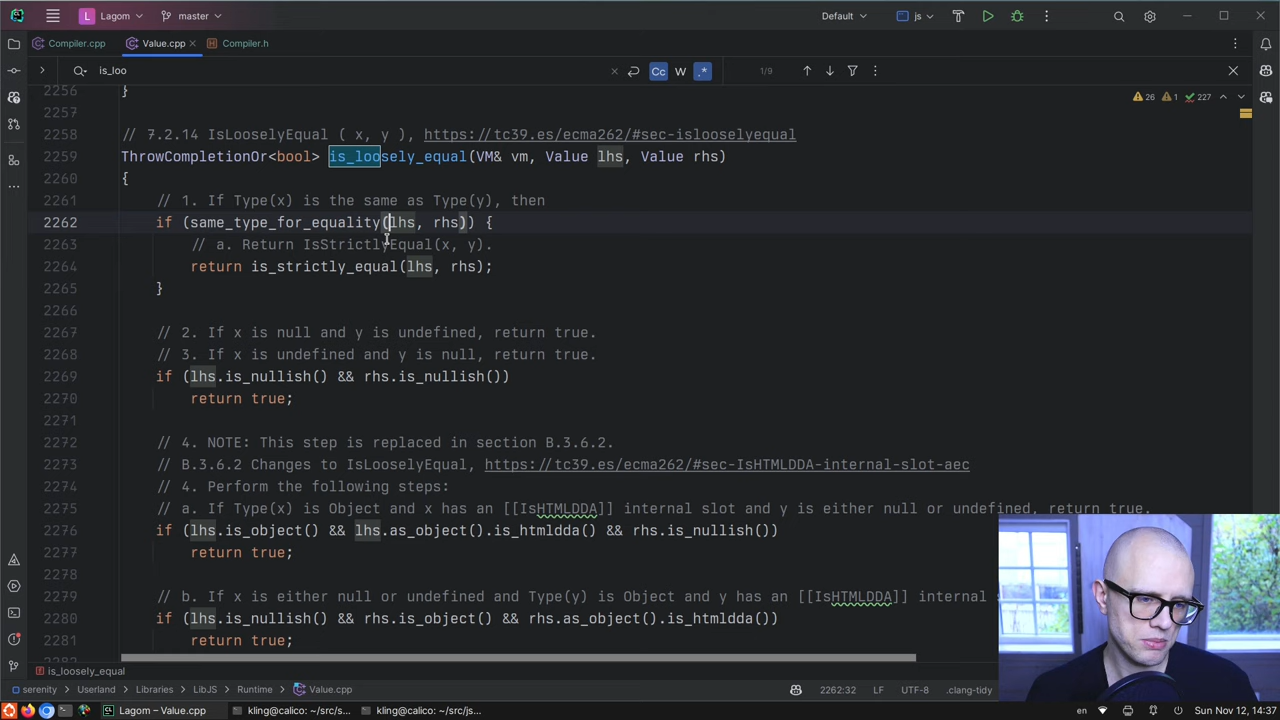 Lagom
master
Default
js
Compiler.cpp
Value.cpp
Compiler.h
is_loo
Cc
W
.*
1/9
26
1
227
2256 }
2257
2258 // 7.2.14 IsLooselyEqual ( x, y ), https://tc39.es/ecma262/#sec-islooselyequal
2259 ThrowCompletionOr<bool> is_loosely_equal(VM& vm, Value lhs, Value rhs)
2260 {
2261 // 1. If Type(x) is the same as Type(y), then
2262 if (same_type_for_equality(lhs, rhs)) {
2263 // a. Return IsStrictlyEqual(x, y).
2264 return is_strictly_equal(lhs, rhs);
2265 }
2266
2267 // 2. If x is null and y is undefined, return true.
2268 // 3. If x is undefined and y is null, return true.
2269 if (lhs.is_nullish() && rhs.is_nullish())
2270 return true;
2271
2272 // 4. NOTE: This step is replaced in section B.3.6.2.
2273 // B.3.6.2 Changes to IsLooselyEqual, https://tc39.es/ecma262/#sec-IsHTMLDDA-internal-slot-aec
2274 // 4. Perform the following steps:
2275 // a. If Type(x) is Object and x has an [[IsHTMLDDA]] internal slot and y is either null or undefined, return true.
2276 if (lhs.is_object() && lhs.as_object().is_htmldda() && rhs.is_nullish())
2277 return true;
2278
2279 // b. If x is either null or undefined and Type(y) is Object and y has an [[IsHTMLDDA]] internal s
2280 if (lhs.is_nullish() && rhs.is_object() && rhs.as_object().is_htmldda())
2281 return true;
2282
is_loosely_equal
serenity > Userland > Libraries > LibJS > Runtime > Value.cpp
2262:32
LF
UTF-8
.clang-tidy
Lagom – Value.cpp
kling@calico: ~/src/s...
kling@calico: ~/src/js...
en
Sun Nov 12, 14:37